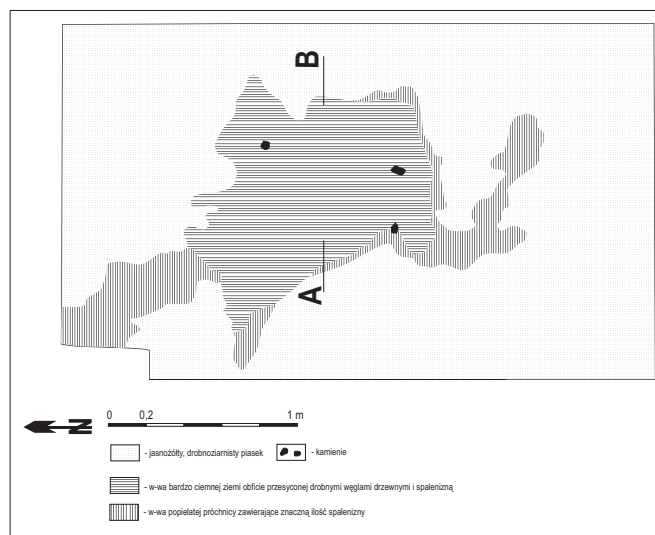 B
A
N
0 0,2 1 m
- jasnożółty, drobnoziarnisty piasek - kamienie
- w-wa bardzo ciemnej ziemi obficie przesyconej drobnymi węglami drzewnymi i spalenizną
- w-wa popielatej próchnicy zawierające znaczną ilość spalenizny